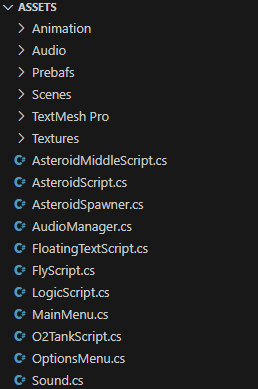 ASSETS
Animation
Audio
Prebafs
Scenes
TextMesh Pro
Textures
C# AsteroidMiddleScript.cs
C# AsteroidScript.cs
C# AsteroidSpawner.cs
C# AudioManager.cs
C# FloatingTextScript.cs
C# FlyScript.cs
C# LogicScript.cs
C# MainMenu.cs
C# O2TankScript.cs
C# OptionsMenu.cs
C# Sound.cs